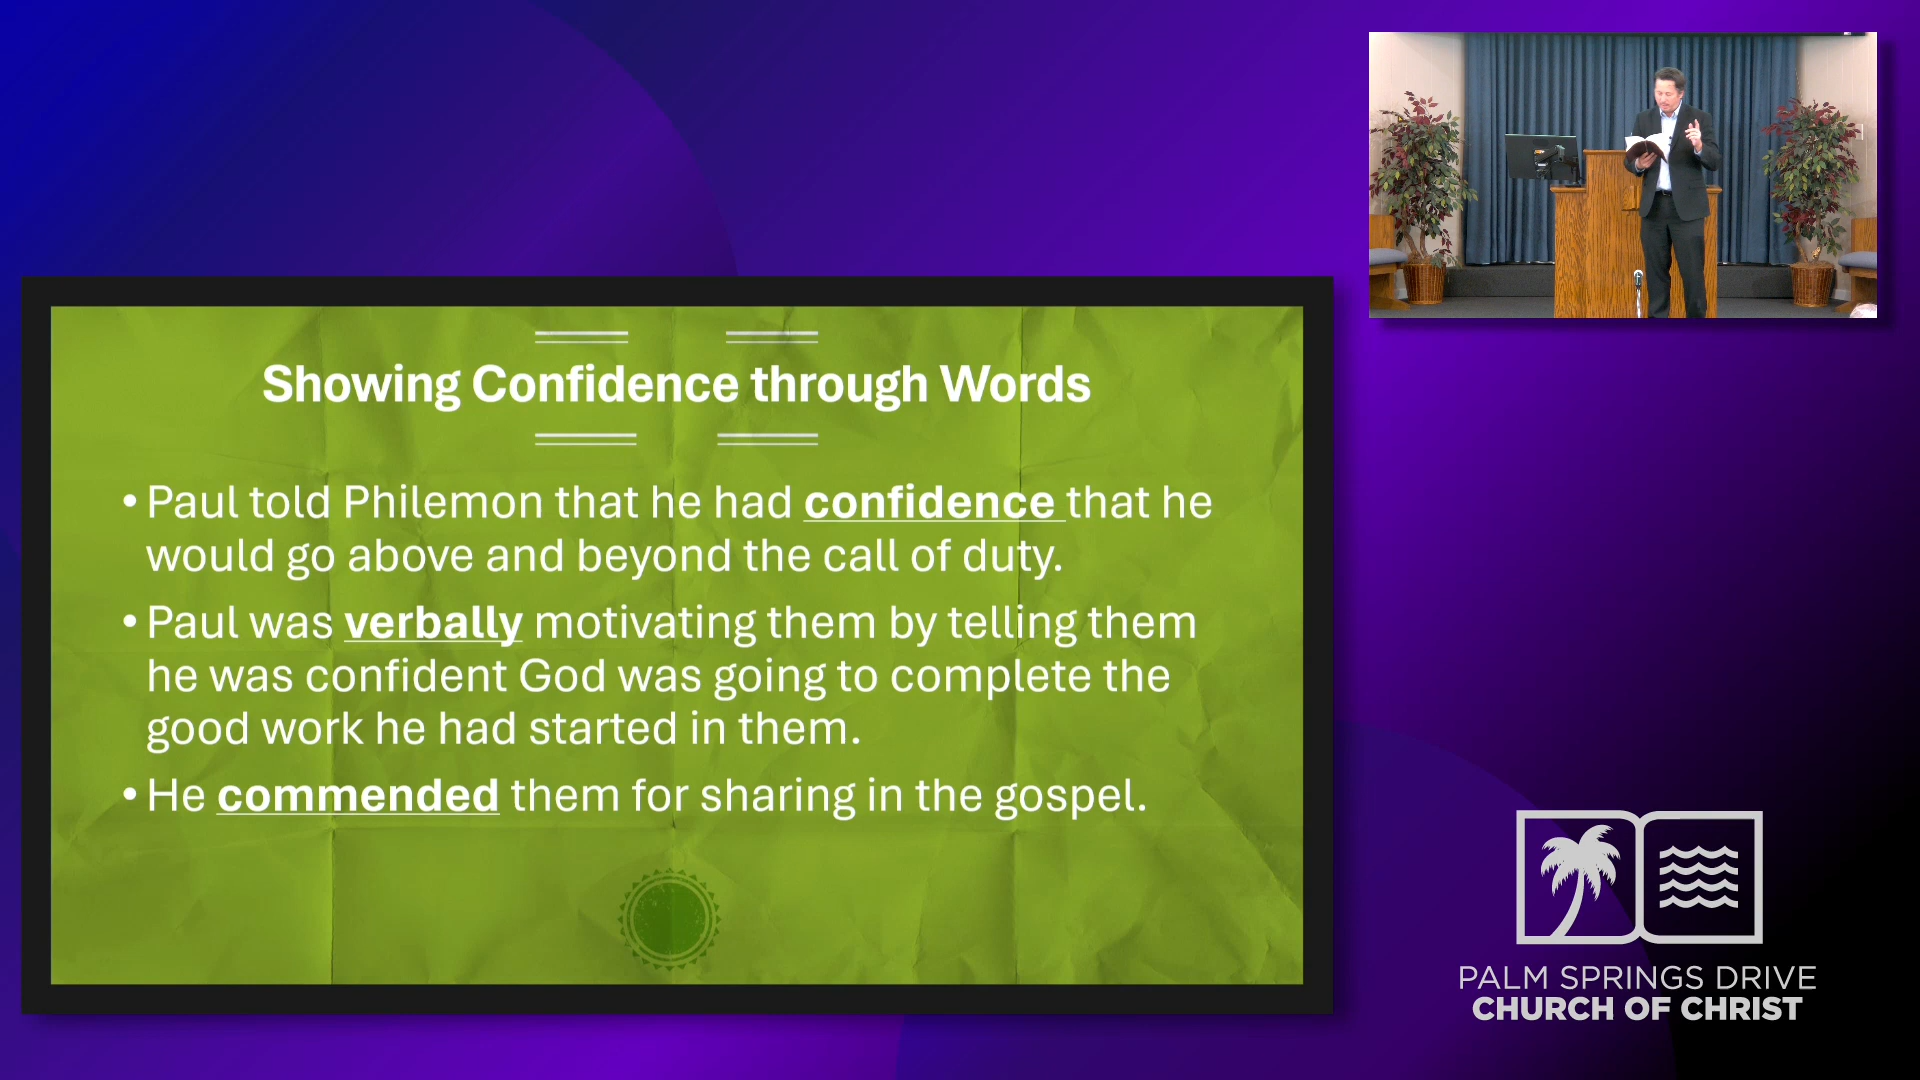 Showing Confidence through Words
• Paul told Philemon that he had confidence that he
would go above and beyond the call of duty.
• Paul was verbally motivating them by telling them
he was confident God was going to complete the
good work he had started in them.
• He commended them for sharing in the gospel.
PALM SPRINGS DRIVE
CHURCH OF CHRIST